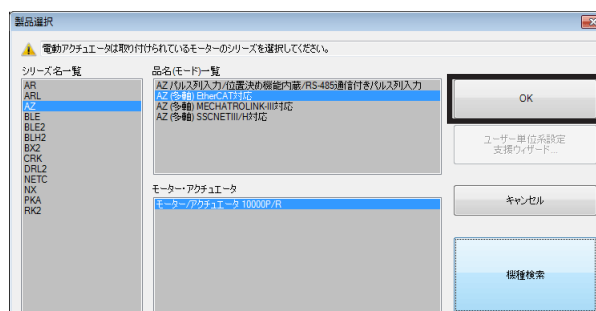 製品選択
電動アクチュエータは取り付けられているモーターのシリーズを選択してください。
シリーズ名一覧
品名(モード)一覧
AR
ARL
AZ
BLE
BLE2
BLH2
BX2
CRK
DRL2
NETC
NX
PKA
RK2
AZ パルス列入力/位置決め機能内蔵/RS-485通信付きパルス列入力
AZ (多軸) EtherCAT対応
AZ (多軸) MECHATROLINK-III対応
AZ (多軸) SSCNETIII/H対応
モーター・アクチュエータ
モーター/アクチュエータ 10000P/R
OK
ユーザー単位系設定
支援ウィザード...
キャンセル
機種検索